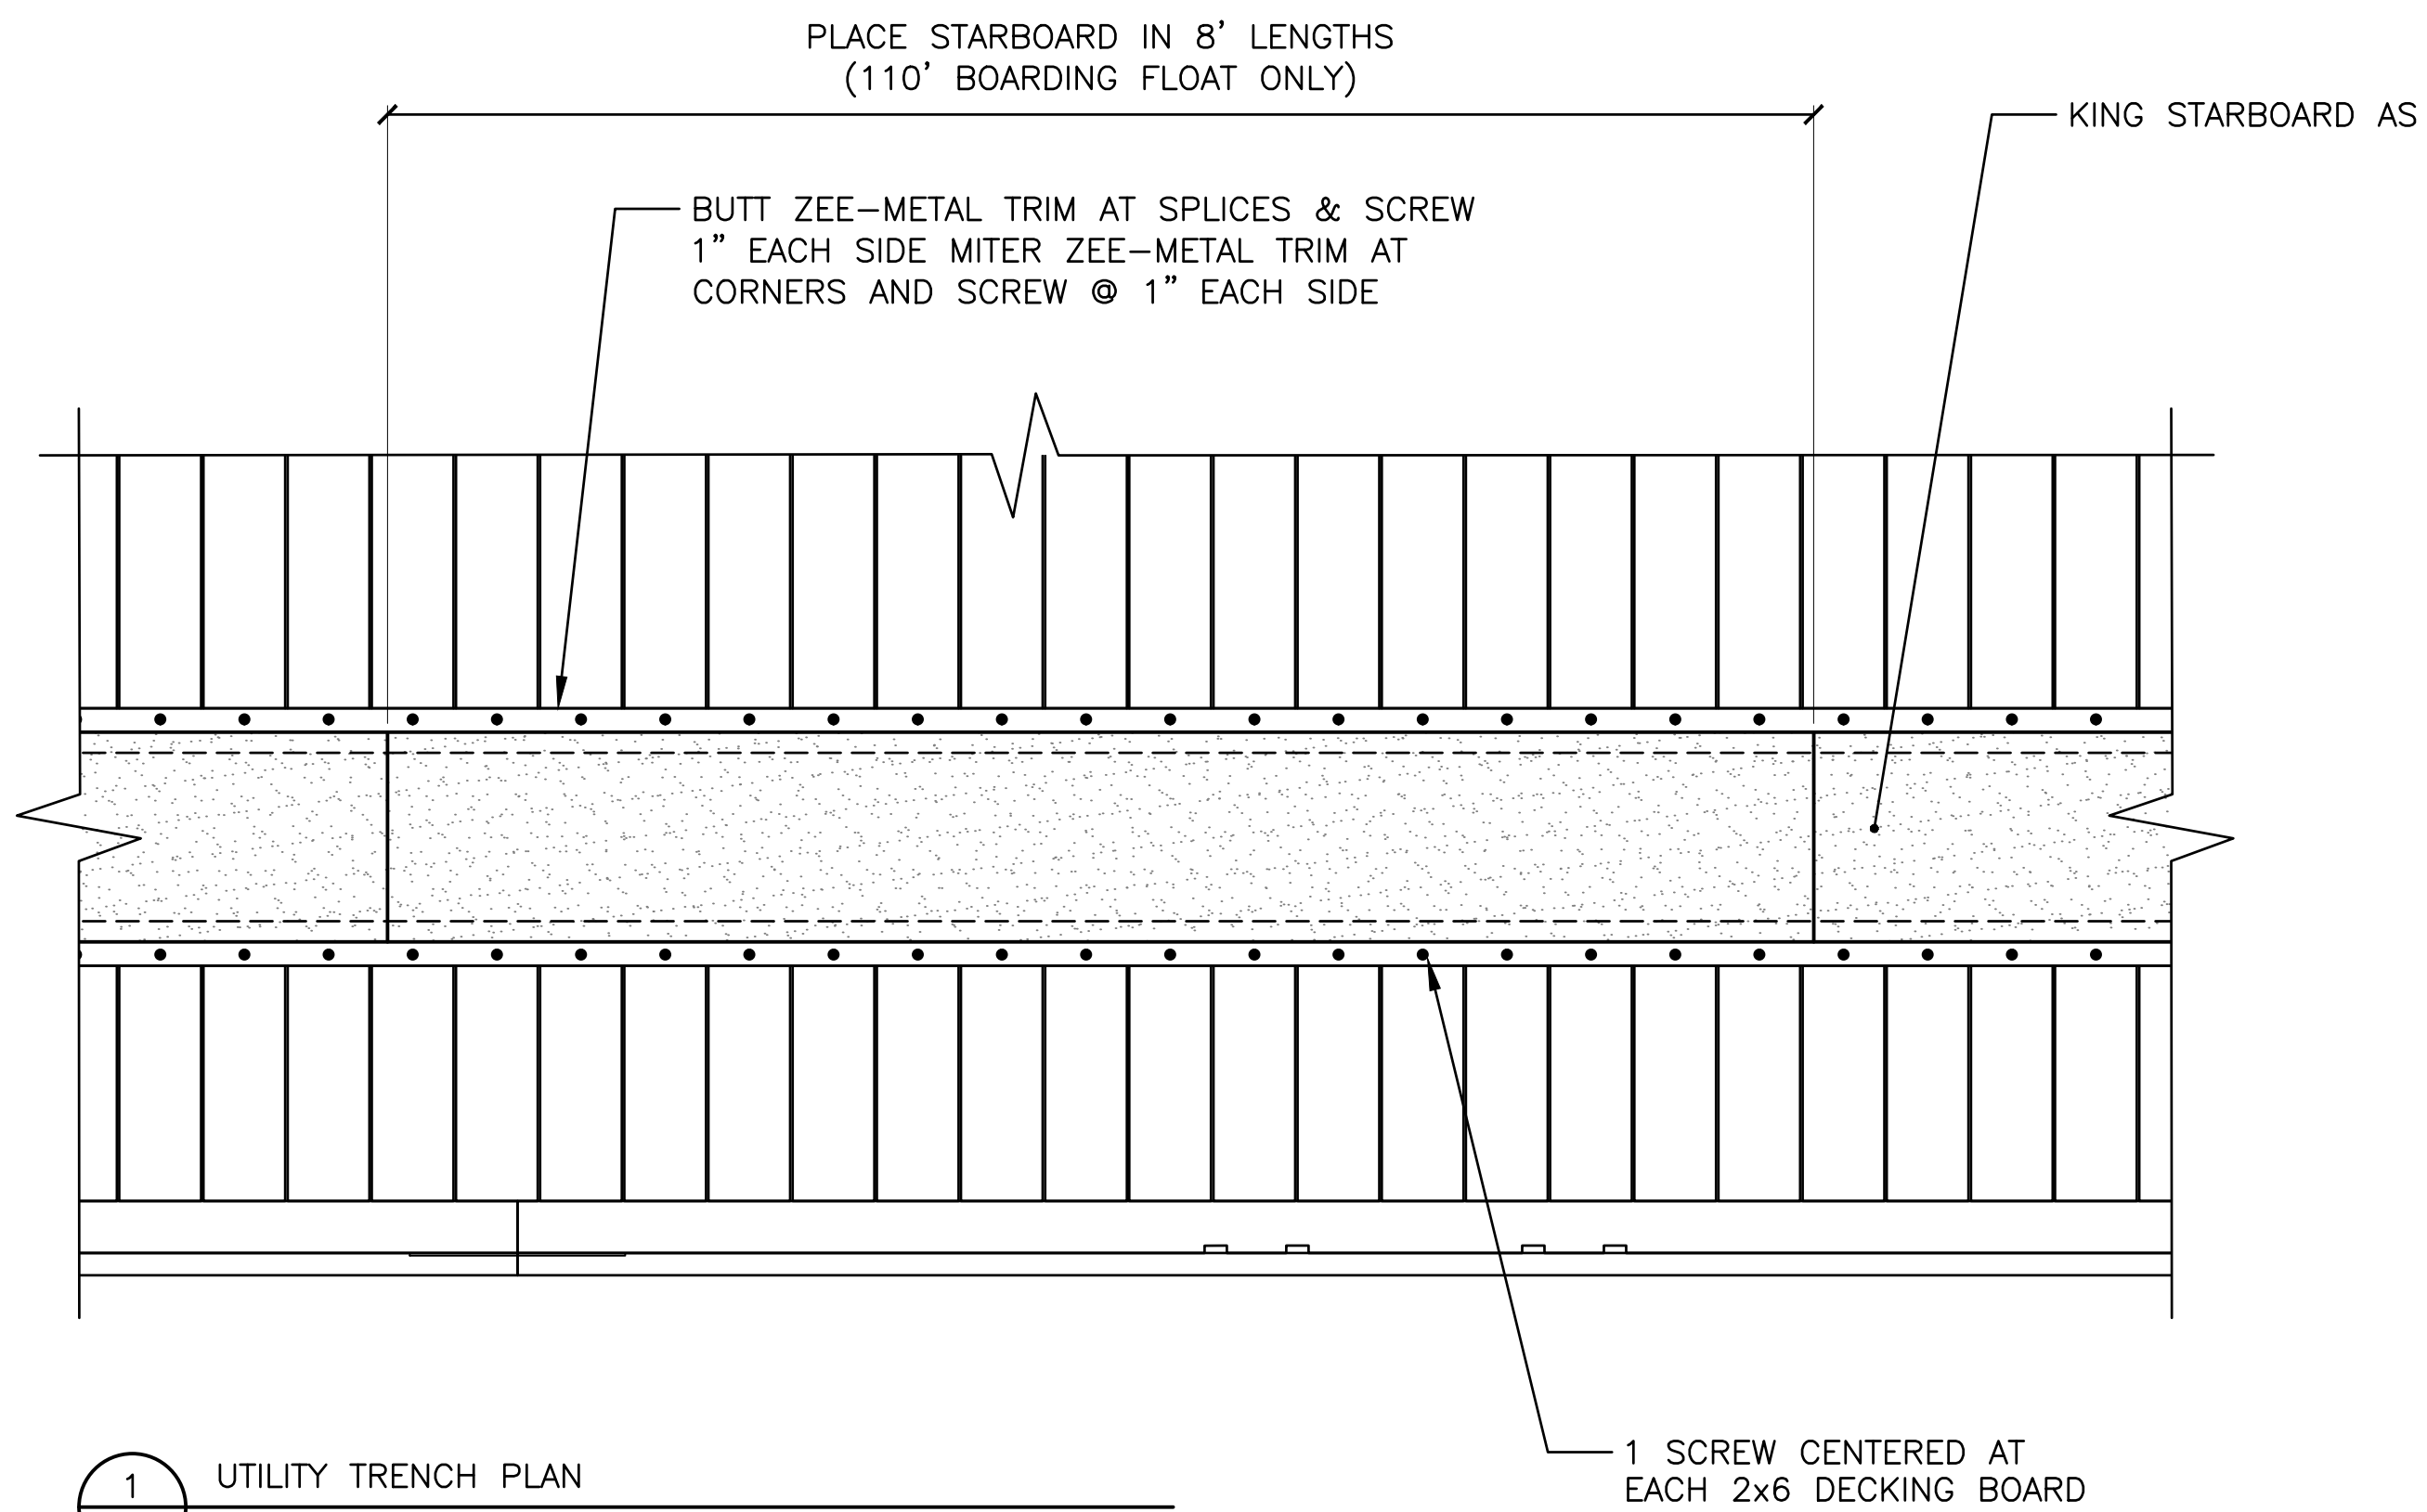 PLACE STARBOARD IN 8' LENGTHS
(110' BOARDING FLOAT ONLY)
KING STARBOARD AS
BUTT ZEE-METAL TRIM AT SPLICES & SCREW
1" EACH SIDE MITER ZEE-METAL TRIM AT
CORNERS AND SCREW @ 1" EACH SIDE
1 SCREW CENTERED AT
EACH 2x6 DECKING BOARD
1
UTILITY TRENCH PLAN